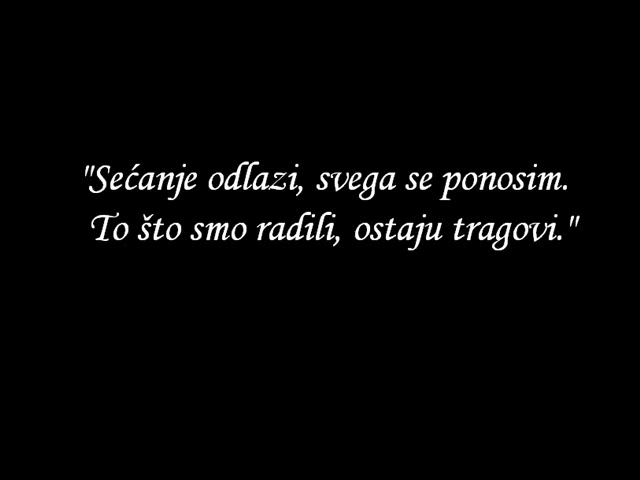 "Sećanje odlazi, svega se ponosim.
To što smo radili, ostaju tragovi."